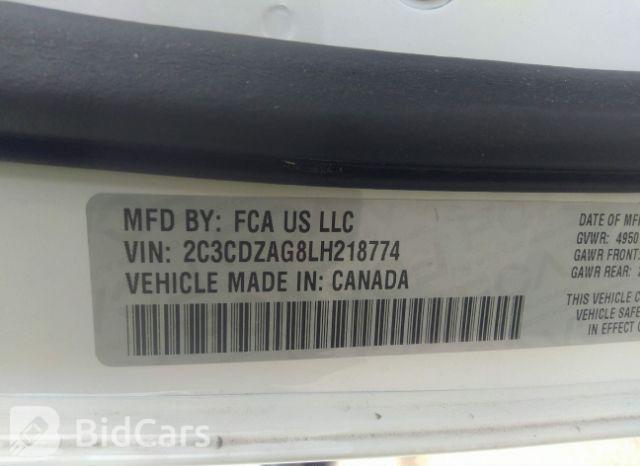 MFD BY: FCA US LLC
VIN: 2C3CDZAG8LH218774
VEHICLE MADE IN: CANADA
DATE OF MF
GVWR: 4950
GAWR FRONT:
GAWR REAR:
THIS VEHICLE C
VEHICLE SAFE
IN EFFECT
BidCars